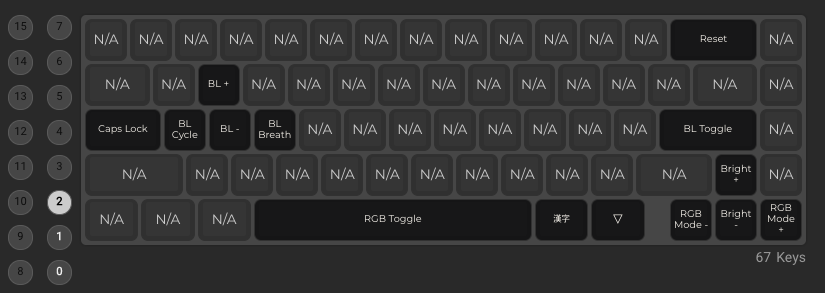 15 7
14 6
13 5
12 4
11 3
10 2
9 1
8 0
N/A N/A N/A N/A N/A N/A N/A N/A N/A N/A N/A N/A N/A Reset N/A
N/A N/A BL + N/A N/A N/A N/A N/A N/A N/A N/A N/A N/A N/A N/A
Caps Lock BL Cycle BL - BL Breath N/A N/A N/A N/A N/A N/A N/A N/A BL Toggle N/A
N/A N/A N/A N/A N/A N/A N/A N/A N/A N/A N/A N/A Bright + N/A
N/A N/A N/A RGB Toggle 漢字 ▽ RGB Mode - Bright - RGB Mode +
67 Keys